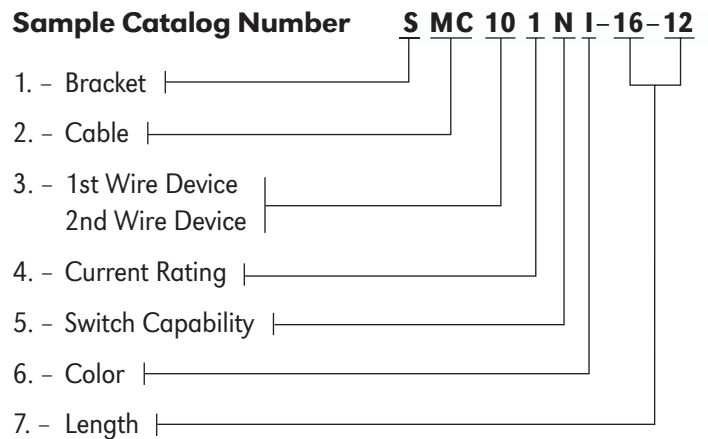 Sample Catalog Number S MC 10 1 N I–16–12
1. – Bracket
2. – Cable
3. – 1st Wire Device
2nd Wire Device
4. – Current Rating
5. – Switch Capability
6. – Color
7. – Length